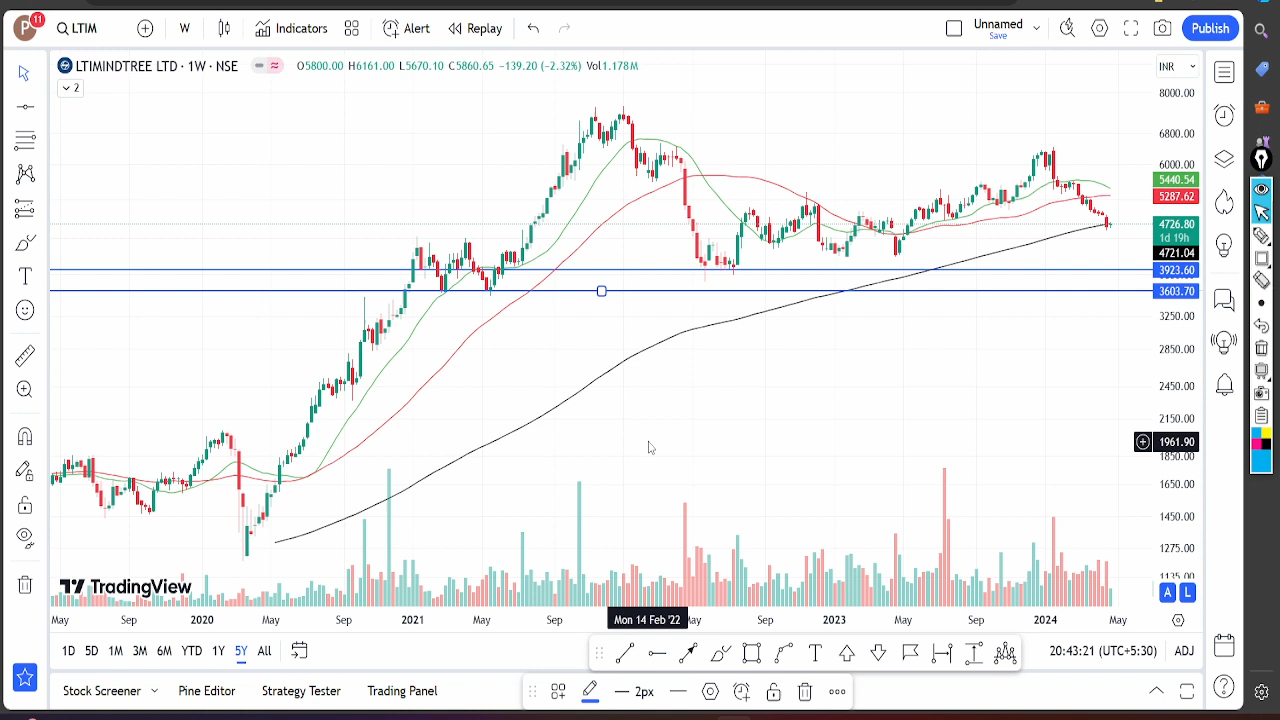 P 11 LTIM W Indicators Alert Replay Unnamed Save Publish
LTIMINDTREE LTD · 1W · NSE O5800.00 H6161.00 L5670.10 C5860.65 −139.20 (−2.32%) Vol1.178M INR
2
8000.00
6800.00
6000.00
5440.54
5287.62
4726.80
1d 19h
4721.04
3923.60
3603.70
3250.00
2850.00
2450.00
2150.00
1961.90
1850.00
1650.00
1450.00
1275.00
1135.00
TradingView
A L
May Sep 2020 May Sep 2021 May Sep Mon 14 Feb '22 May Sep 2023 May Sep 2024 May
1D 5D 1M 3M 6M YTD 1Y 5Y All 20:43:21 (UTC+5:30) ADJ
Stock Screener Pine Editor Strategy Tester Trading Panel 2px